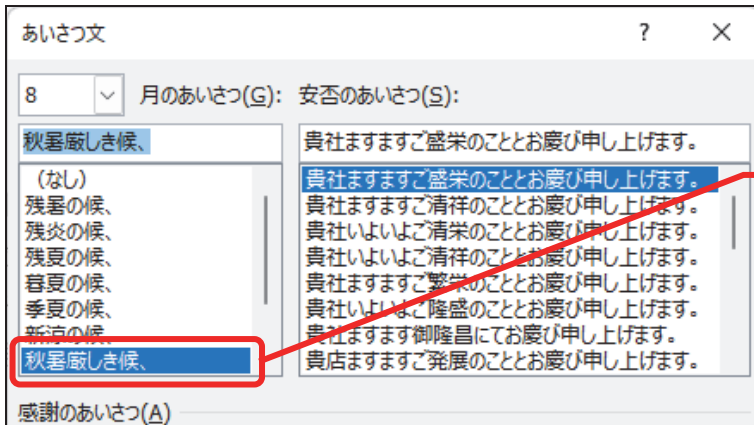 あいさつ文 ? ×
8 月のあいさつ(G): 安否のあいさつ(S):
秋暑厳しき候、 貴社ますますご盛栄のこととお慶び申し上げます。
（なし） 貴社ますますご盛栄のこととお慶び申し上げます。
残暑の候、 貴社ますますご清祥のこととお慶び申し上げます。
残炎の候、 貴社いよいよご清栄のこととお慶び申し上げます。
残夏の候、 貴社いよいよご清祥のこととお慶び申し上げます。
暮夏の候、 貴社ますますご繁栄のこととお慶び申し上げます。
季夏の候、 貴社いよいよご隆盛のこととお慶び申し上げます。
新涼の候、 貴社ますます御隆昌にてお慶び申し上げます。
秋暑厳しき候、 貴店ますますご発展のこととお慶び申し上げます。
感謝のあいさつ(A)